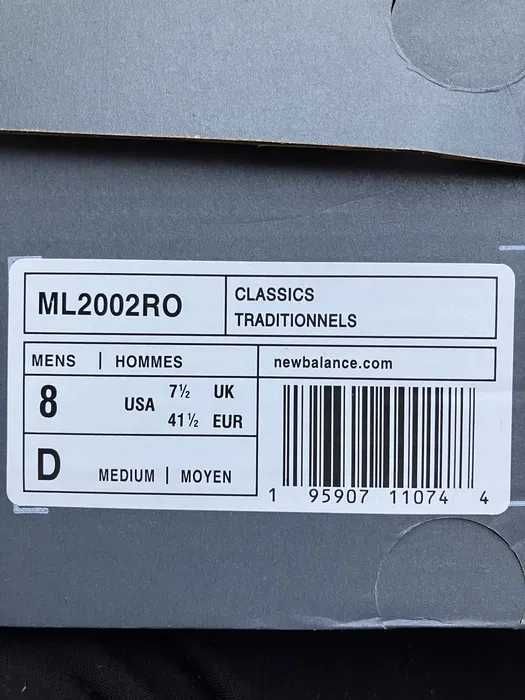 ML2002RO
CLASSICS
TRADITIONNELS
MENS | HOMMES
newbalance.com
8 USA 7½ UK
41½ EUR
D MEDIUM | MOYEN
1 95907 11074 4